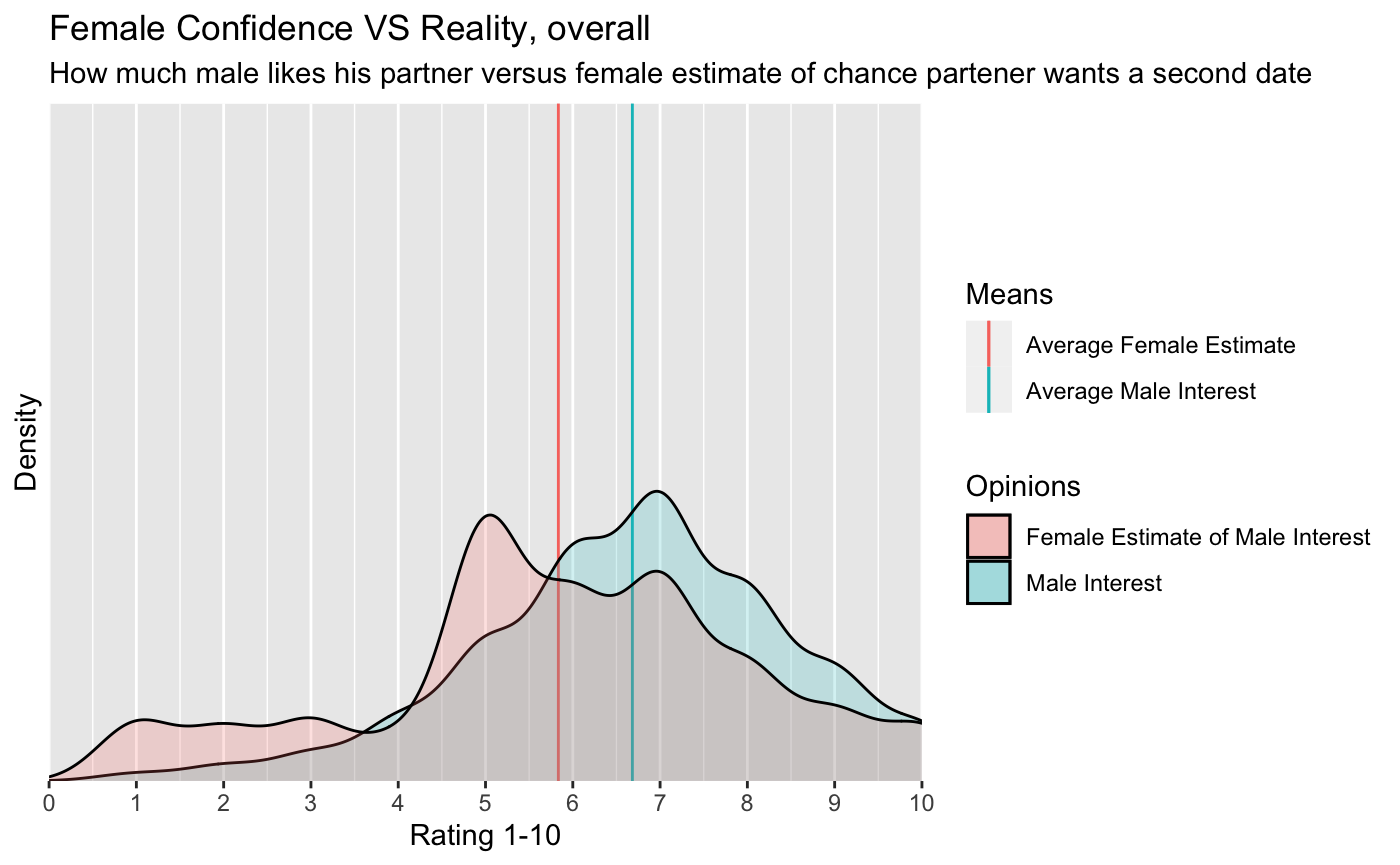 Female Confidence VS Reality, overall
How much male likes his partner versus female estimate of chance partener wants a second date
Density
0 1 2 3 4 5 6 7 8 9 10
Rating 1-10
Means
Average Female Estimate
Average Male Interest
Opinions
Female Estimate of Male Interest
Male Interest